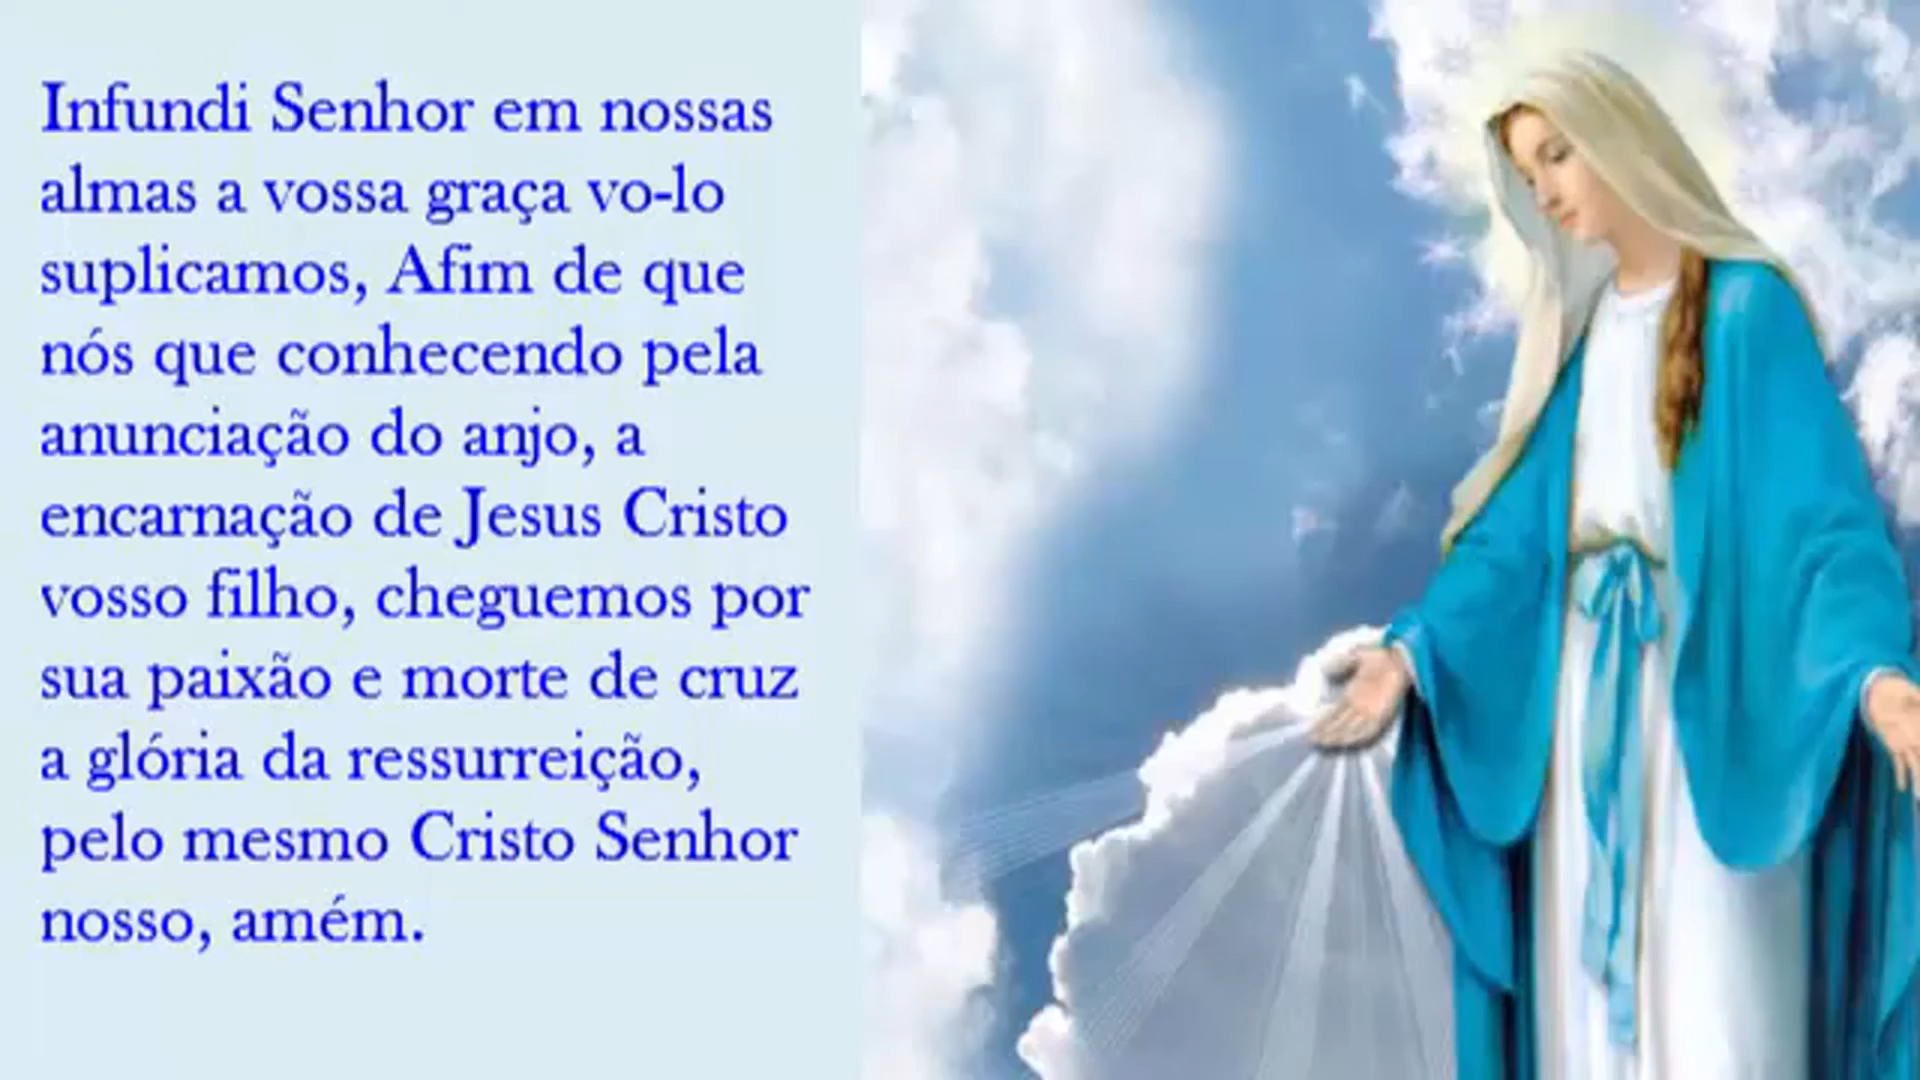 Infundi Senhor em nossas
almas a vossa graça vo-lo
suplicamos, Afim de que
nós que conhecendo pela
anunciação do anjo, a
encarnação de Jesus Cristo
vosso filho, cheguemos por
sua paixão e morte de cruz
a glória da ressurreição,
pelo mesmo Cristo Senhor
nosso, amém.